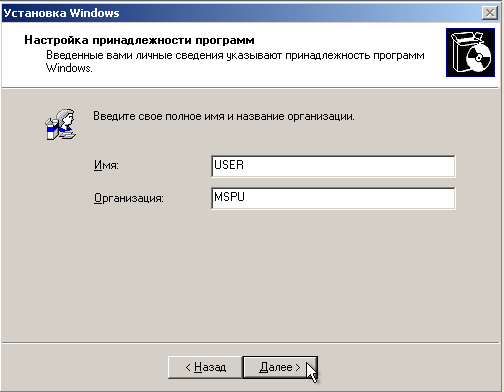 Установка Windows
Настройка принадлежности программ
Введенные вами личные сведения указывают принадлежность программ
Windows.
Введите свое полное имя и название организации.
Имя:
USER
Организация:
MSPU
< Назад
Далее >